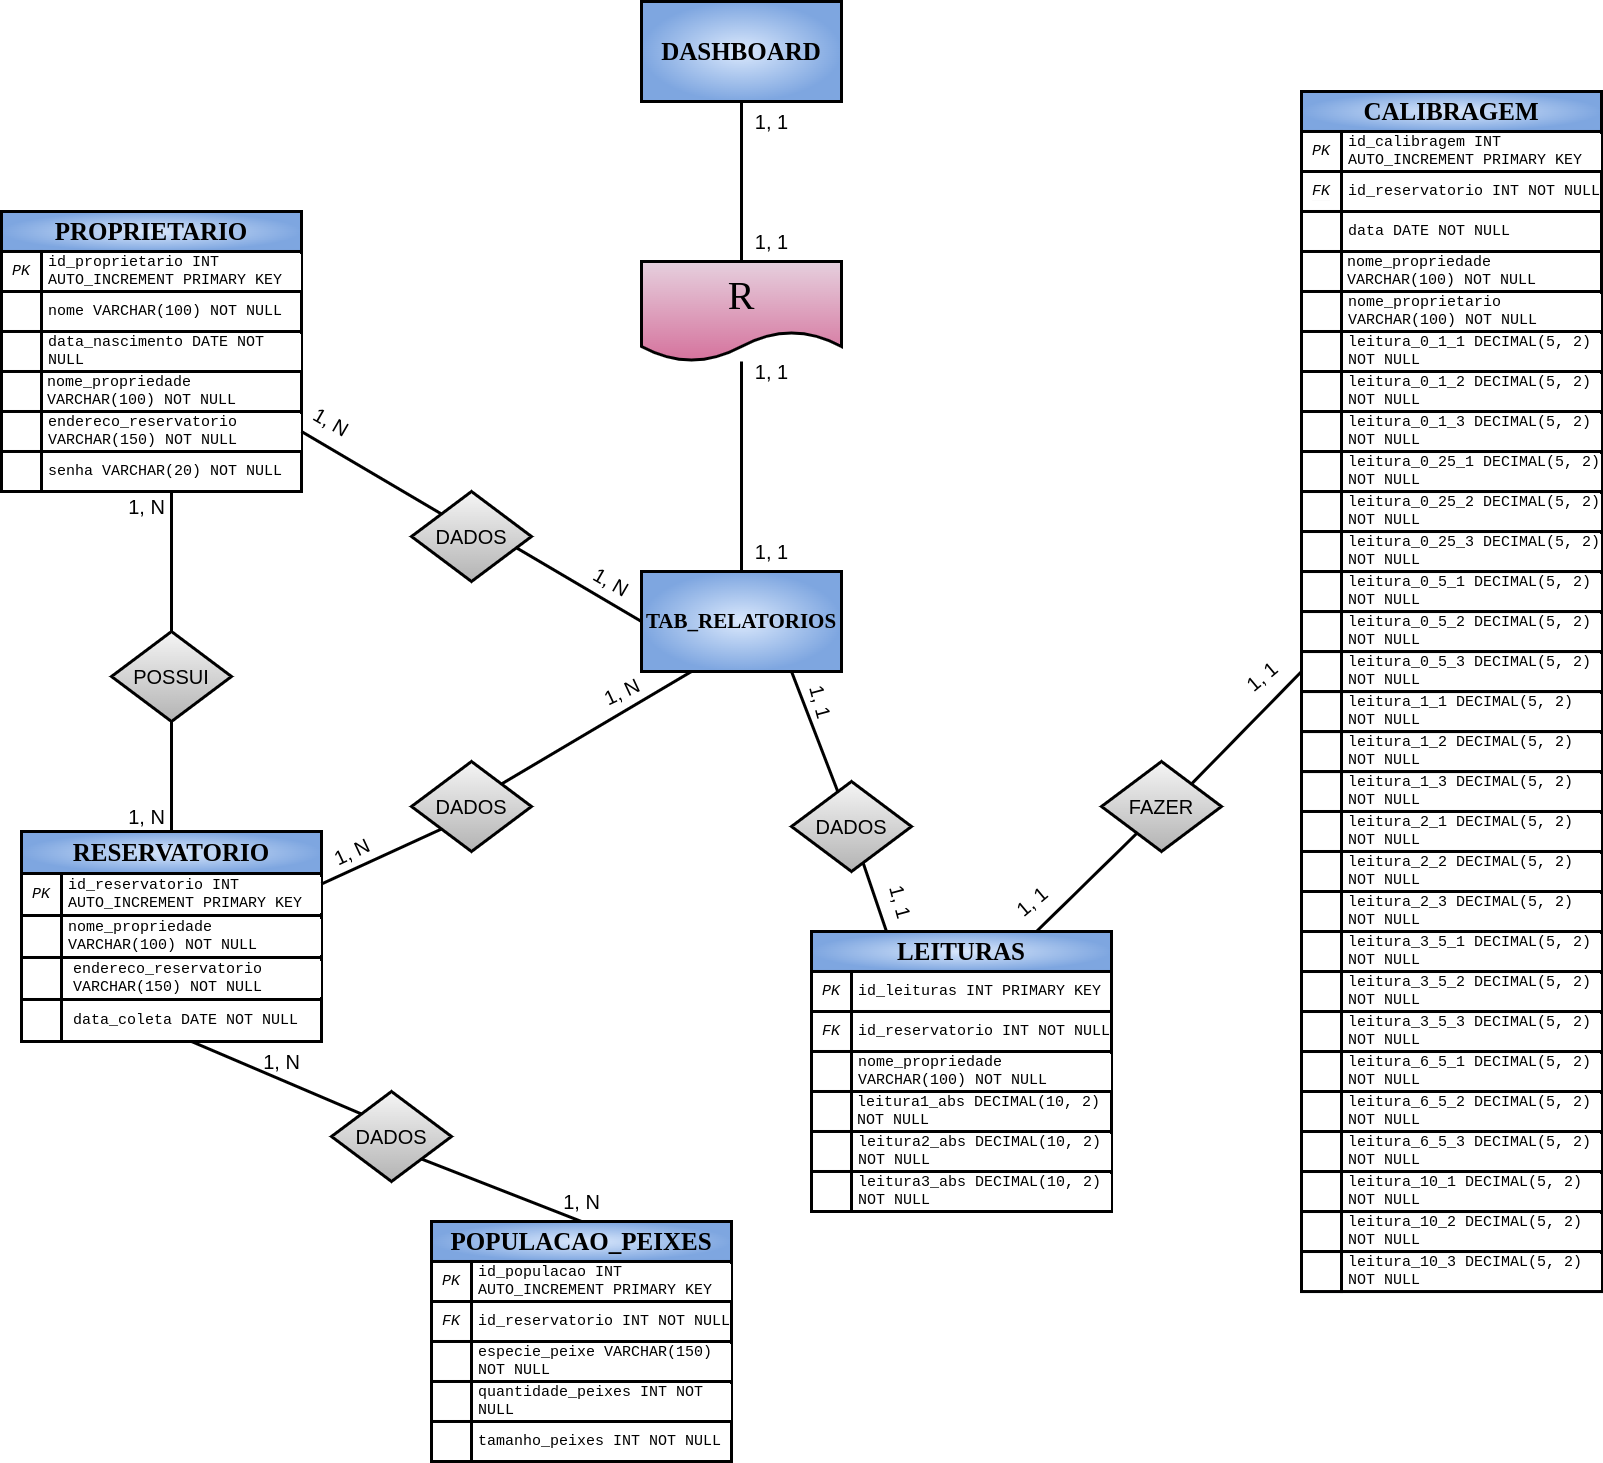 DASHBOARD
1, 1
1, 1
R
1, 1
1, 1
TAB_RELATORIOS
PROPRIETARIO
PK
id_proprietario INT
AUTO_INCREMENT PRIMARY KEY
nome VARCHAR(100) NOT NULL
data_nascimento DATE NOT
NULL
nome_propriedade
VARCHAR(100) NOT NULL
endereco_reservatorio
VARCHAR(150) NOT NULL
senha VARCHAR(20) NOT NULL
1, N
DADOS
1, N
1, N
POSSUI
1, N
1, N
DADOS
1, N
RESERVATORIO
PK
id_reservatorio INT
AUTO_INCREMENT PRIMARY KEY
nome_propriedade
VARCHAR(100) NOT NULL
endereco_reservatorio
VARCHAR(150) NOT NULL
data_coleta DATE NOT NULL
1, N
DADOS
1, N
POPULACAO_PEIXES
PK
id_populacao INT
AUTO_INCREMENT PRIMARY KEY
FK
id_reservatorio INT NOT NULL
especie_peixe VARCHAR(150)
NOT NULL
quantidade_peixes INT NOT
NULL
tamanho_peixes INT NOT NULL
1, 1
DADOS
1, 1
LEITURAS
PK
id_leituras INT PRIMARY KEY
FK
id_reservatorio INT NOT NULL
nome_propriedade
VARCHAR(100) NOT NULL
leitura1_abs DECIMAL(10, 2)
NOT NULL
leitura2_abs DECIMAL(10, 2)
NOT NULL
leitura3_abs DECIMAL(10, 2)
NOT NULL
1, 1
FAZER
1, 1
CALIBRAGEM
PK
id_calibragem INT
AUTO_INCREMENT PRIMARY KEY
FK
id_reservatorio INT NOT NULL
data DATE NOT NULL
nome_propriedade
VARCHAR(100) NOT NULL
nome_proprietario
VARCHAR(100) NOT NULL
leitura_0_1_1 DECIMAL(5, 2)
NOT NULL
leitura_0_1_2 DECIMAL(5, 2)
NOT NULL
leitura_0_1_3 DECIMAL(5, 2)
NOT NULL
leitura_0_25_1 DECIMAL(5, 2)
NOT NULL
leitura_0_25_2 DECIMAL(5, 2)
NOT NULL
leitura_0_25_3 DECIMAL(5, 2)
NOT NULL
leitura_0_5_1 DECIMAL(5, 2)
NOT NULL
leitura_0_5_2 DECIMAL(5, 2)
NOT NULL
leitura_0_5_3 DECIMAL(5, 2)
NOT NULL
leitura_1_1 DECIMAL(5, 2)
NOT NULL
leitura_1_2 DECIMAL(5, 2)
NOT NULL
leitura_1_3 DECIMAL(5, 2)
NOT NULL
leitura_2_1 DECIMAL(5, 2)
NOT NULL
leitura_2_2 DECIMAL(5, 2)
NOT NULL
leitura_2_3 DECIMAL(5, 2)
NOT NULL
leitura_3_5_1 DECIMAL(5, 2)
NOT NULL
leitura_3_5_2 DECIMAL(5, 2)
NOT NULL
leitura_3_5_3 DECIMAL(5, 2)
NOT NULL
leitura_6_5_1 DECIMAL(5, 2)
NOT NULL
leitura_6_5_2 DECIMAL(5, 2)
NOT NULL
leitura_6_5_3 DECIMAL(5, 2)
NOT NULL
leitura_10_1 DECIMAL(5, 2)
NOT NULL
leitura_10_2 DECIMAL(5, 2)
NOT NULL
leitura_10_3 DECIMAL(5, 2)
NOT NULL